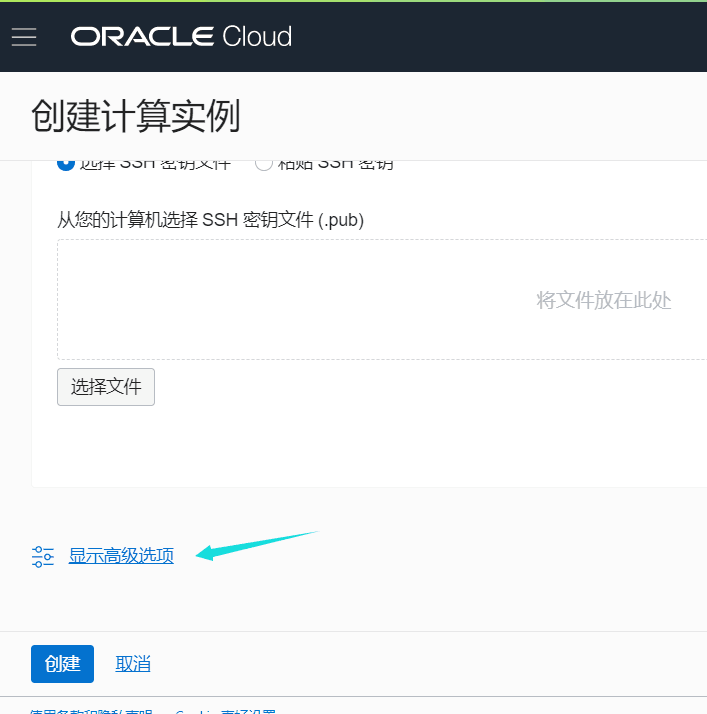 ORACLE Cloud
创建计算实例
选择 SSH 密钥文件 粘贴 SSH 密钥
从您的计算机选择 SSH 密钥文件 (.pub)
将文件放在此处
选择文件
显示高级选项
创建 取消